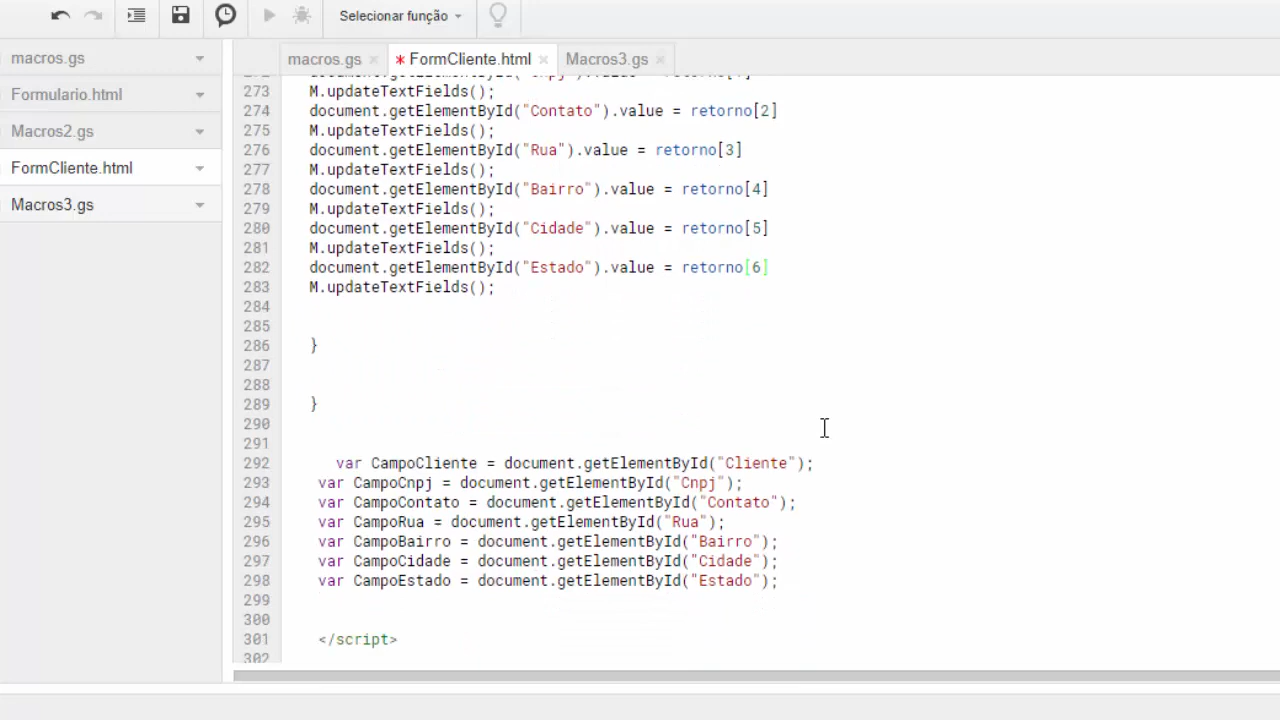 Selecionar função
macros.gs
Formulario.html
Macros2.gs
FormCliente.html
Macros3.gs
macros.gs × * FormCliente.html × Macros3.gs ×
273 M.updateTextFields();
274 document.getElementById("Contato").value = retorno[2]
275 M.updateTextFields();
276 document.getElementById("Rua").value = retorno[3]
277 M.updateTextFields();
278 document.getElementById("Bairro").value = retorno[4]
279 M.updateTextFields();
280 document.getElementById("Cidade").value = retorno[5]
281 M.updateTextFields();
282 document.getElementById("Estado").value = retorno[6]
283 M.updateTextFields();
284
285
286 }
287
288
289 }
290
291
292 var CampoCliente = document.getElementById("Cliente");
293 var CampoCnpj = document.getElementById("Cnpj");
294 var CampoContato = document.getElementById("Contato");
295 var CampoRua = document.getElementById("Rua");
296 var CampoBairro = document.getElementById("Bairro");
297 var CampoCidade = document.getElementById("Cidade");
298 var CampoEstado = document.getElementById("Estado");
299
300
301 </script>
302